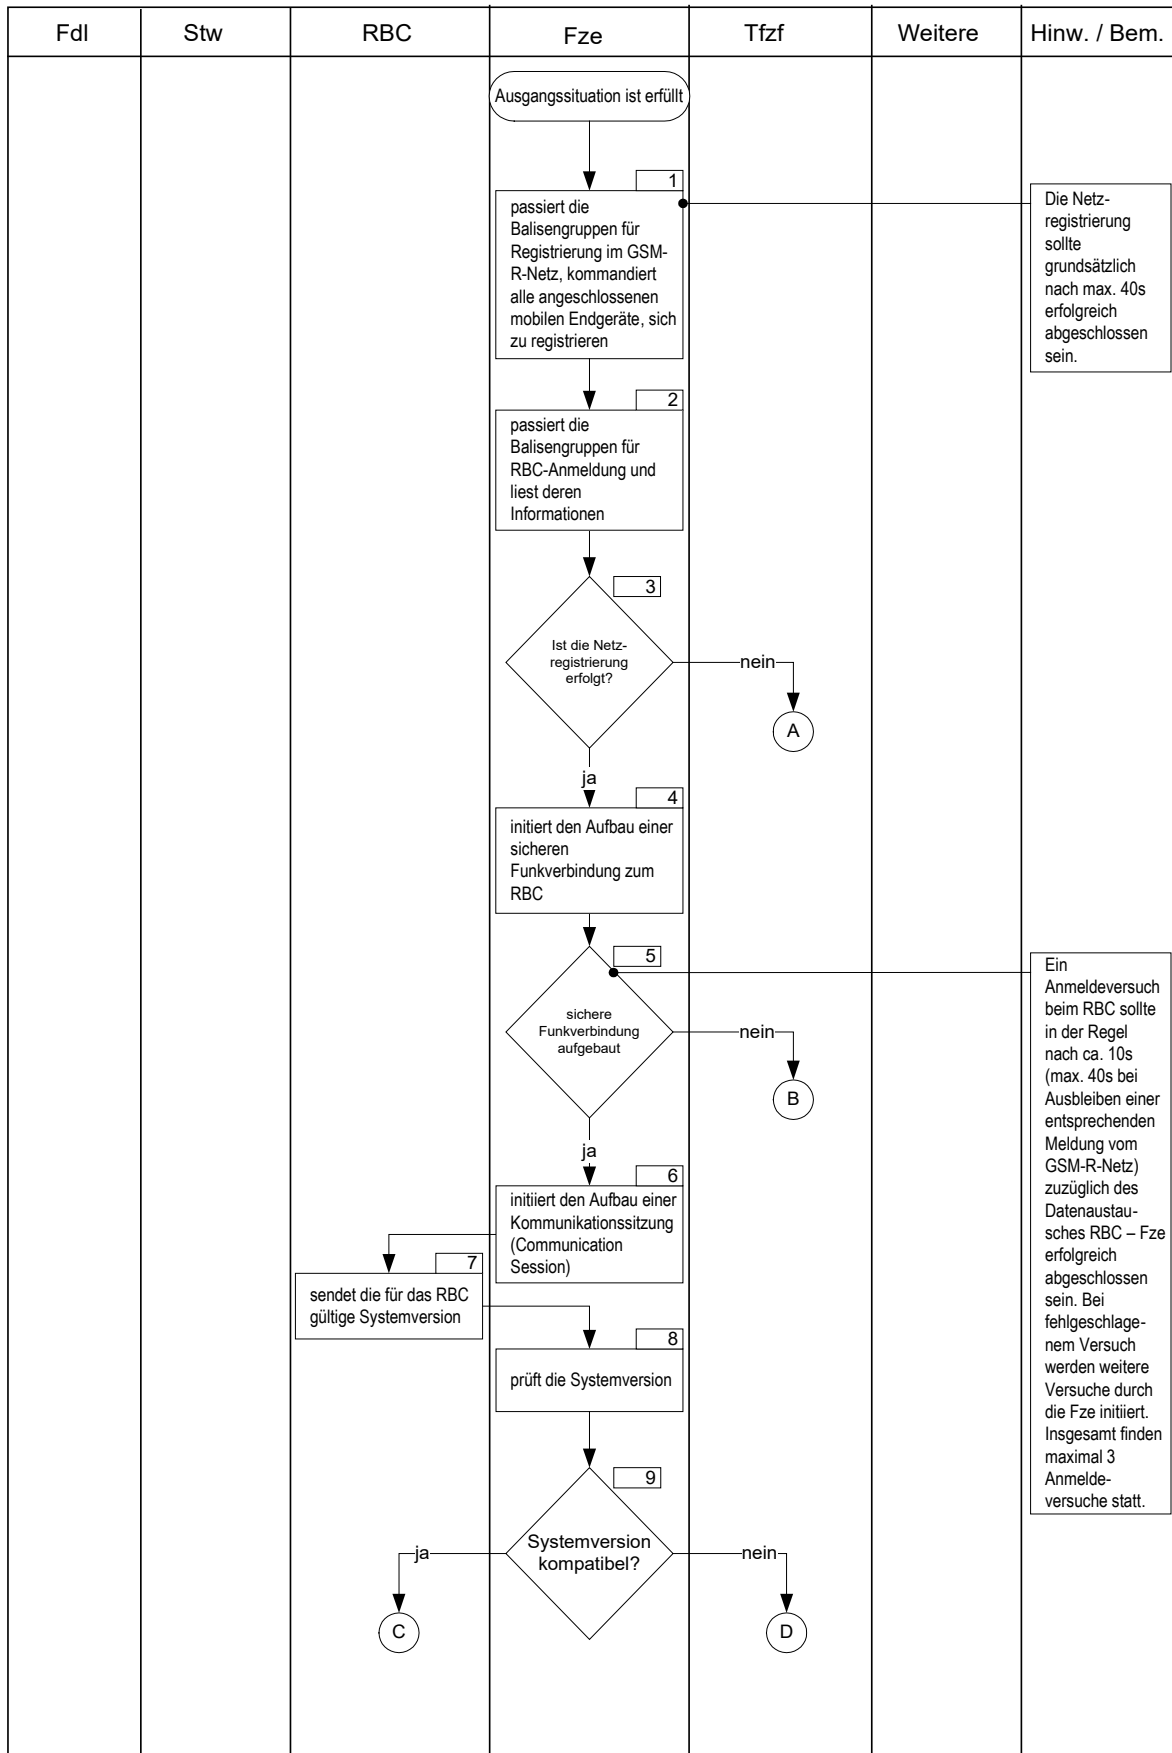 Fdl
Stw
RBC
Fze
Tfzf
Weitere
Hinw. / Bem.
Ausgangssituation ist erfüllt
1
passiert die
Balisengruppen für
Registrierung im GSM-
R-Netz, kommandiert
alle angeschlossenen
mobilen Endgeräte, sich
zu registrieren
Die Netz-
registrierung
sollte
grundsätzlich
nach max. 40s
erfolgreich
abgeschlossen
sein.
2
passiert die
Balisengruppen für
RBC-Anmeldung und
liest deren
Informationen
3
Ist die Netz-
registrierung
erfolgt?
nein
A
ja
4
initiert den Aufbau einer
sicheren
Funkverbindung zum
RBC
5
sichere
Funkverbindung
aufgebaut
nein
B
ja
Ein
Anmeldeversuch
beim RBC sollte
in der Regel
nach ca. 10s
(max. 40s bei
Ausbleiben einer
entsprechenden
Meldung vom
GSM-R-Netz)
zuzüglich des
Datenaustau-
sches RBC – Fze
erfolgreich
abgeschlossen
sein. Bei
fehlgeschlage-
nem Versuch
werden weitere
Versuche durch
die Fze initiiert.
Insgesamt finden
maximal 3
Anmelde-
versuche statt.
6
initiiert den Aufbau einer
Kommunikationssitzung
(Communication
Session)
7
sendet die für das RBC
gültige Systemversion
8
prüft die Systemversion
9
Systemversion
kompatibel?
ja
nein
C
D